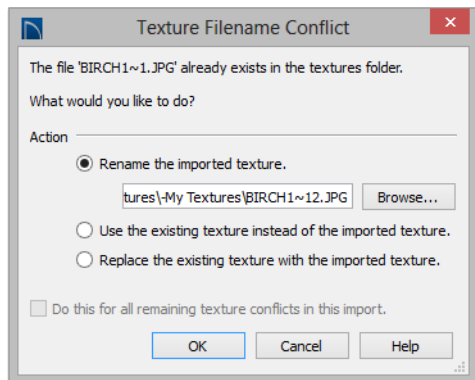 Texture Filename Conflict
The file 'BIRCH1~1.JPG' already exists in the textures folder.
What would you like to do?
Action
Rename the imported texture.
tures\-My Textures\BIRCH1~12.JPG Browse...
Use the existing texture instead of the imported texture.
Replace the existing texture with the imported texture.
Do this for all remaining texture conflicts in this import.
OK Cancel Help